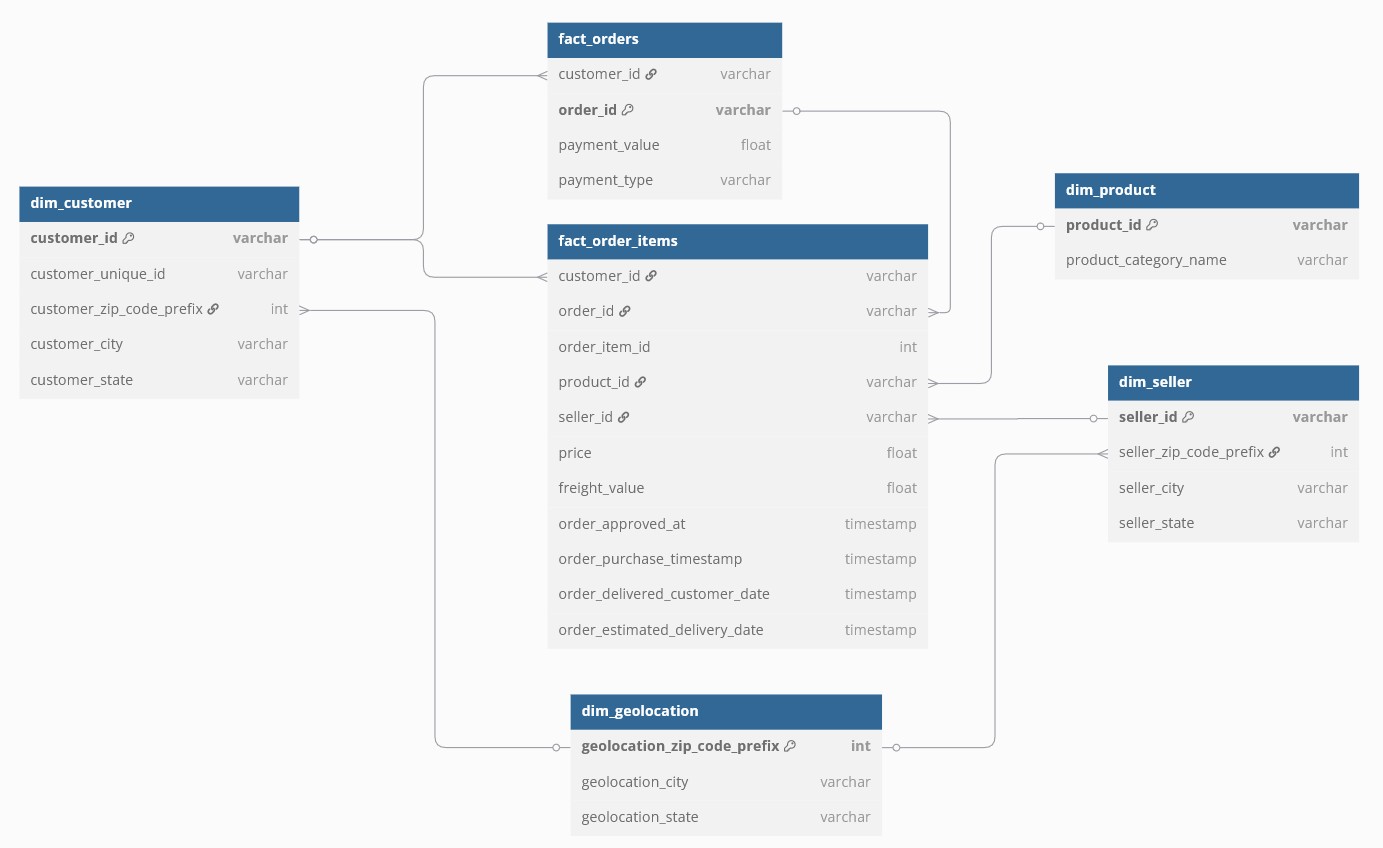 fact_orders
customer_id varchar
order_id varchar
payment_value float
payment_type varchar
dim_customer
customer_id varchar
customer_unique_id varchar
customer_zip_code_prefix int
customer_city varchar
customer_state varchar
fact_order_items
customer_id varchar
order_id varchar
order_item_id int
product_id varchar
seller_id varchar
price float
freight_value float
order_approved_at timestamp
order_purchase_timestamp timestamp
order_delivered_customer_date timestamp
order_estimated_delivery_date timestamp
dim_product
product_id varchar
product_category_name varchar
dim_seller
seller_id varchar
seller_zip_code_prefix int
seller_city varchar
seller_state varchar
dim_geolocation
geolocation_zip_code_prefix int
geolocation_city varchar
geolocation_state varchar